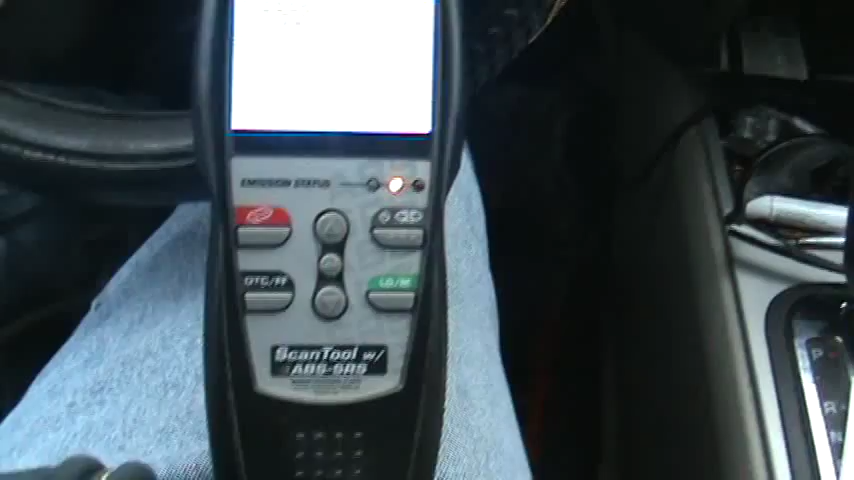 EMISSION STATUS
DTC/FF
LD/M
ScanTool w/
ABS-SRS
P
R
N